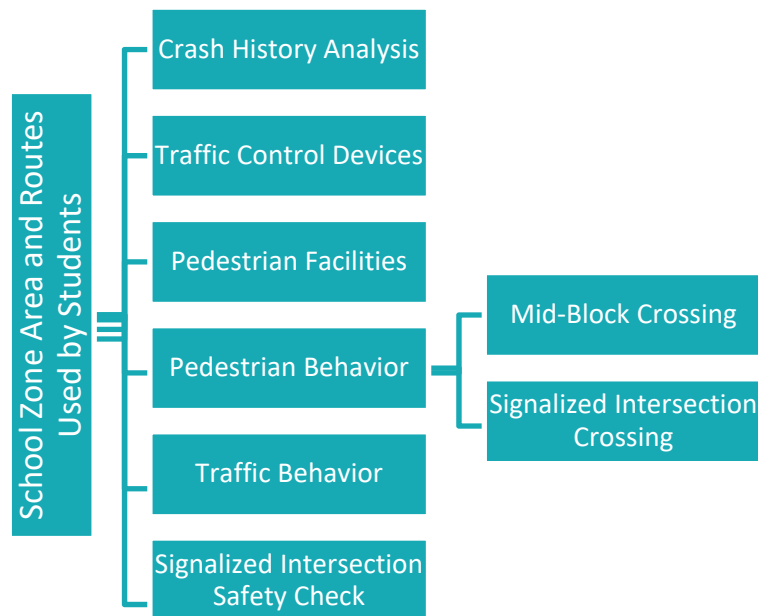 School Zone Area and Routes
Used by Students
Crash History Analysis
Traffic Control Devices
Pedestrian Facilities
Pedestrian Behavior
Mid-Block Crossing
Signalized Intersection
Crossing
Traffic Behavior
Signalized Intersection
Safety Check